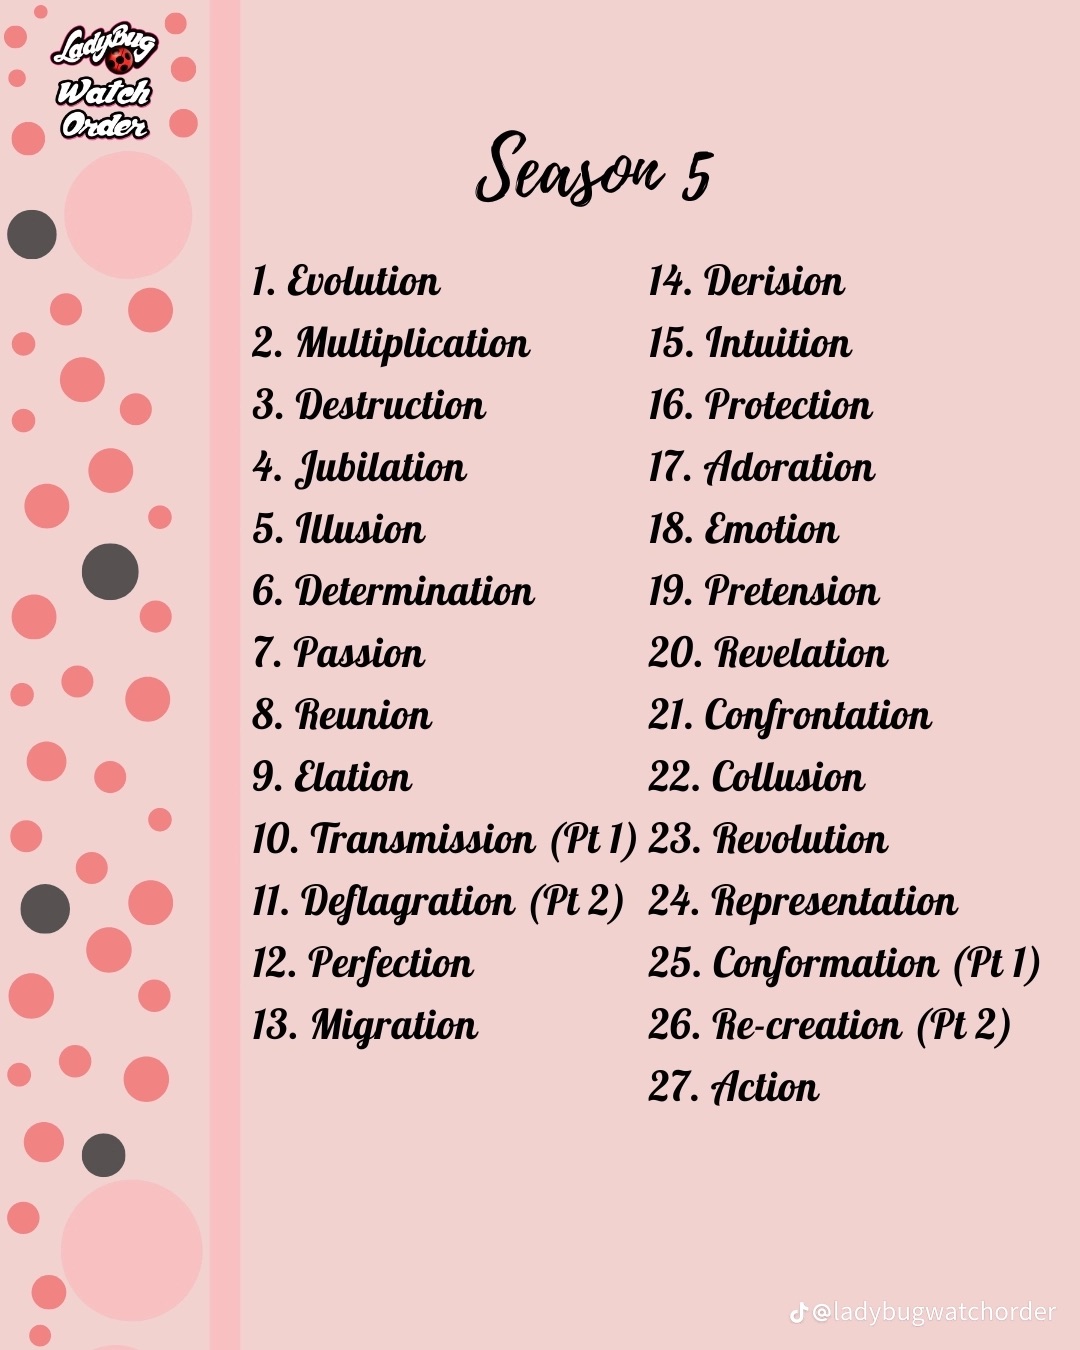 LadyBug
Watch
Order
Season 5
1. Evolution
2. Multiplication
3. Destruction
4. Jubilation
5. Illusion
6. Determination
7. Passion
8. Reunion
9. Elation
10. Transmission (Pt 1)
11. Deflagration (Pt 2)
12. Perfection
13. Migration
14. Derision
15. Intuition
16. Protection
17. Adoration
18. Emotion
19. Pretension
20. Revelation
21. Confrontation
22. Collusion
23. Revolution
24. Representation
25. Conformation (Pt 1)
26. Re-creation (Pt 2)
27. Action
@ladybugwatchorder